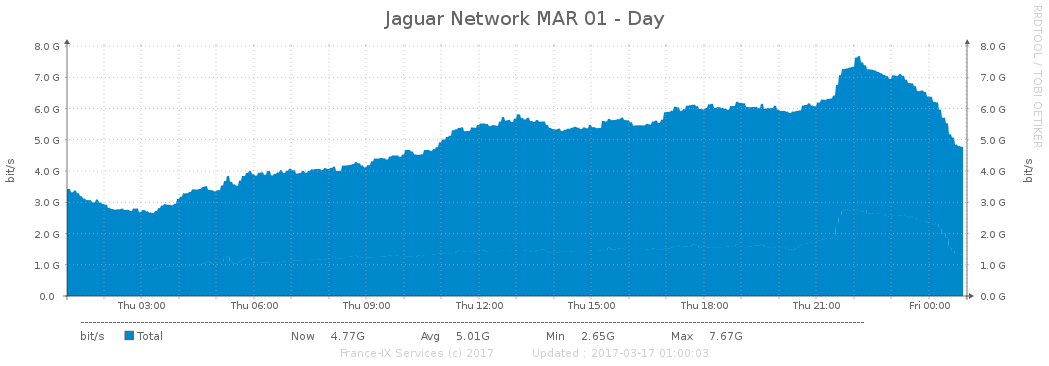 Jaguar Network MAR 01 - Day
RRDTOOL / TOBI OETIKER
bit/s
8.0 G 8.0 G
7.0 G 7.0 G
6.0 G 6.0 G
5.0 G 5.0 G
4.0 G 4.0 G
3.0 G 3.0 G
2.0 G 2.0 G
1.0 G 1.0 G
0.0 0.0 G
bit/s
Thu 03:00 Thu 06:00 Thu 09:00 Thu 12:00 Thu 15:00 Thu 18:00 Thu 21:00 Fri 00:00
bit/s Total Now 4.77G Avg 5.01G Min 2.65G Max 7.67G
France-IX Services (c) 2017 Updated : 2017-03-17 01:00:03